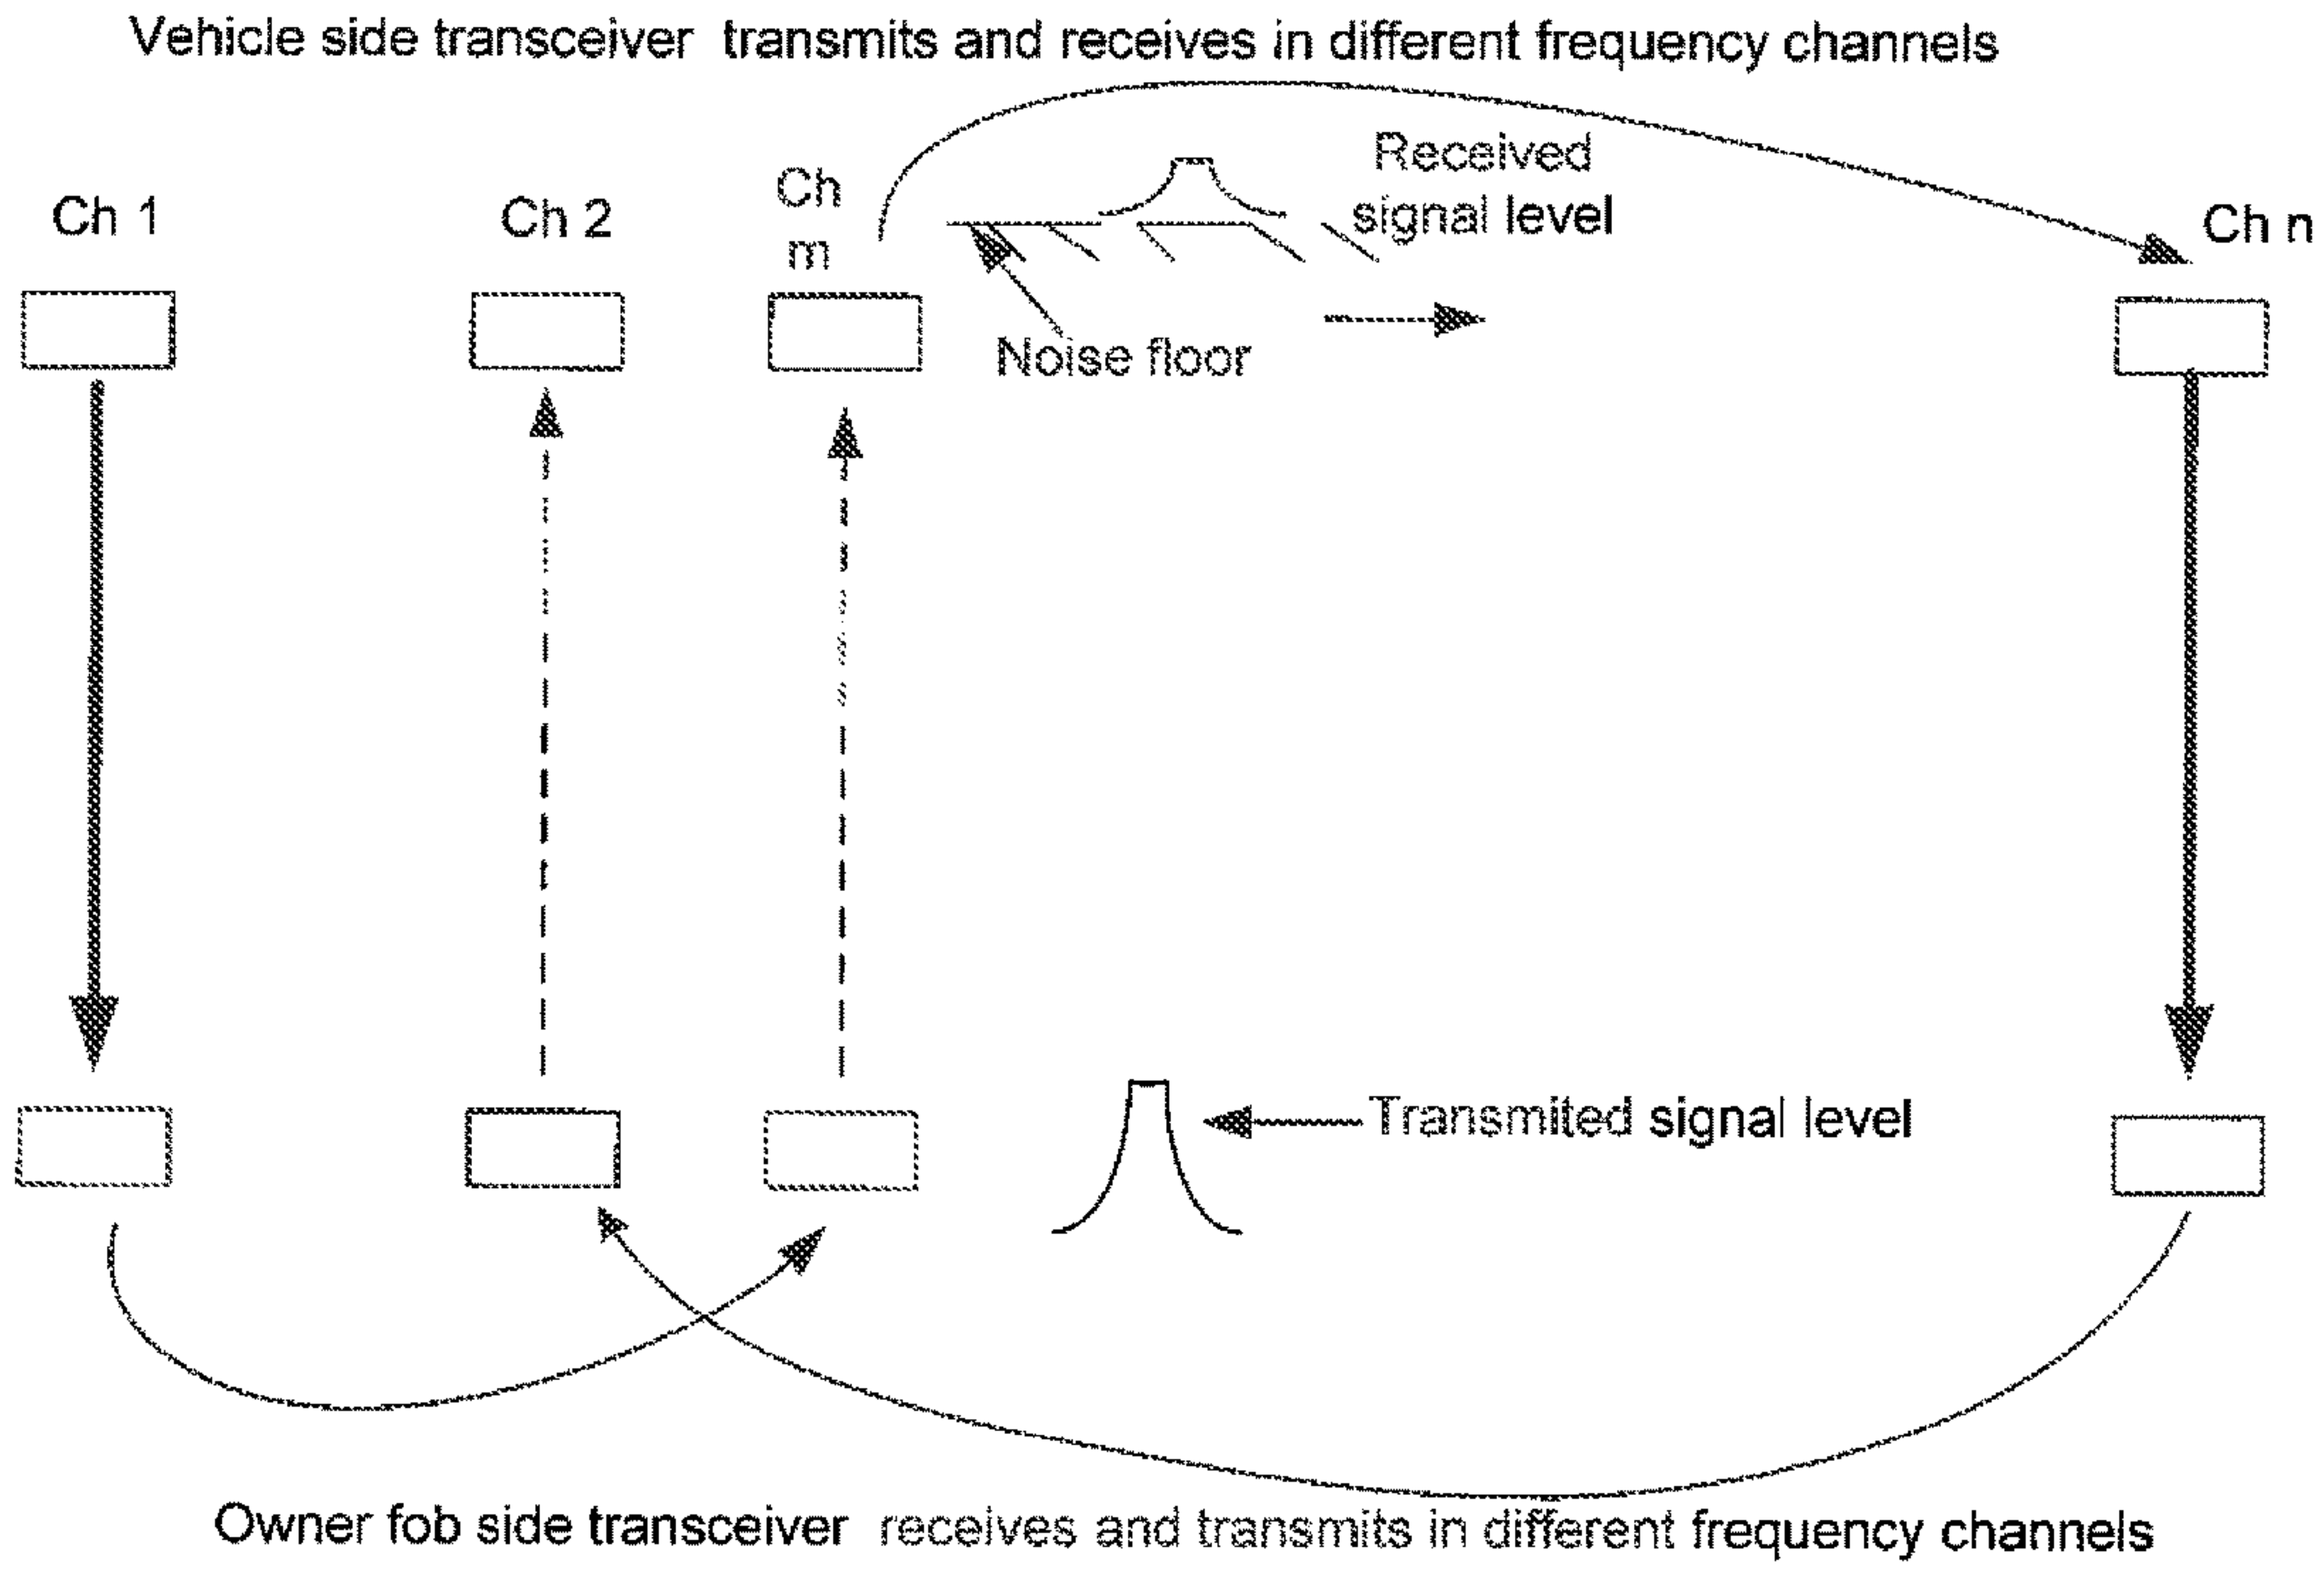 Vehicle side transceiver transmits and receives in different frequency channels
Ch 1
Ch 2
Ch
m
Received
signal level
Ch n
Noise floor
Transmited signal level
Owner fob side transceiver receives and transmits in different frequency channels